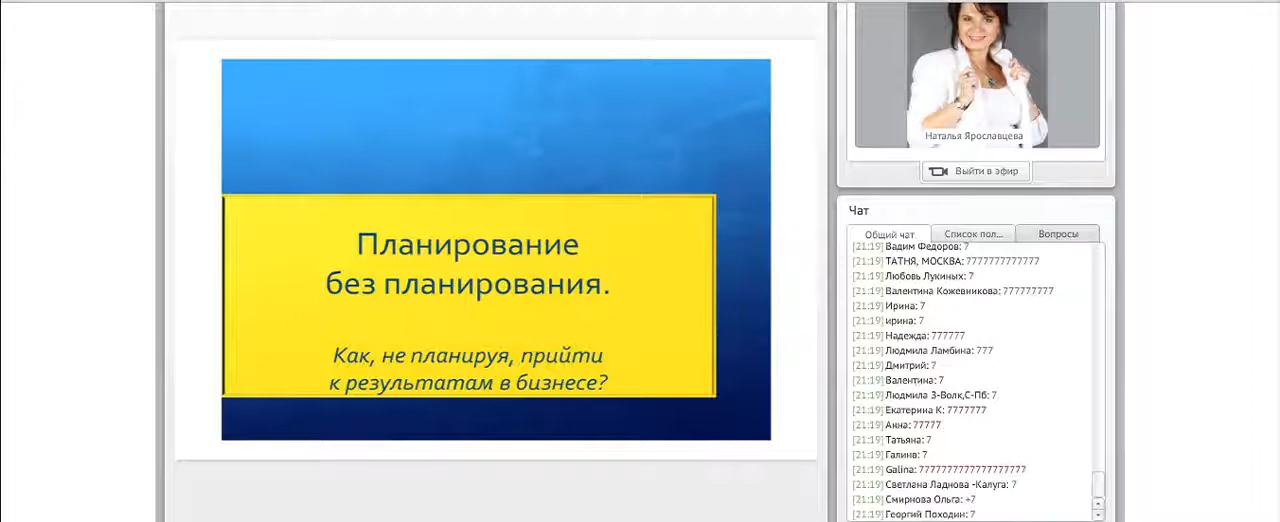 Планирование
без планирования.
Как, не планируя, прийти
к результатам в бизнесе?
Наталья Ярославцева
Выйти в эфир
Чат
Общий чат
Список пол...
Вопросы
[21:19] Вадим Федоров: 7
[21:19] ТАТНЯ, МОСКВА: 7777777777777
[21:19] Любовь Лукиных: 7
[21:19] Валентина Кожевникова: 777777777
[21:19] Ирина: 7
[21:19] ирина: 7
[21:19] Надежда: 777777
[21:19] Людмила Ламбина: 777
[21:19] Дмитрий: 7
[21:19] Валентина: 7
[21:19] Людмила З-Волк,С-Пб: 7
[21:19] Екатерина К: 7777777
[21:19] Анна: 77777
[21:19] Татьяна: 7
[21:19] Галинв: 7
[21:19] Galina: 7777777777777777777
[21:19] Светлана Ладнова -Калуга: 7
[21:19] Смирнова Ольга: +7
[21:19] Георгий Походин: 7